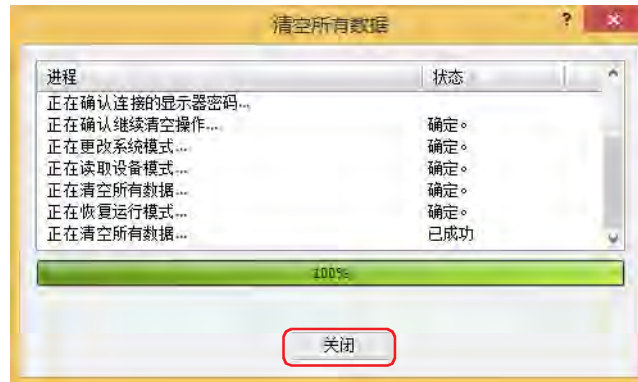 清空所有数据 ?
进程 状态
正在确认连接的显示器密码...
正在确认继续清空操作... 确定。
正在更改系统模式... 确定。
正在读取设备模式... 确定。
正在清空所有数据... 确定。
正在恢复运行模式... 确定。
正在清空所有数据... 已成功
100%
关闭